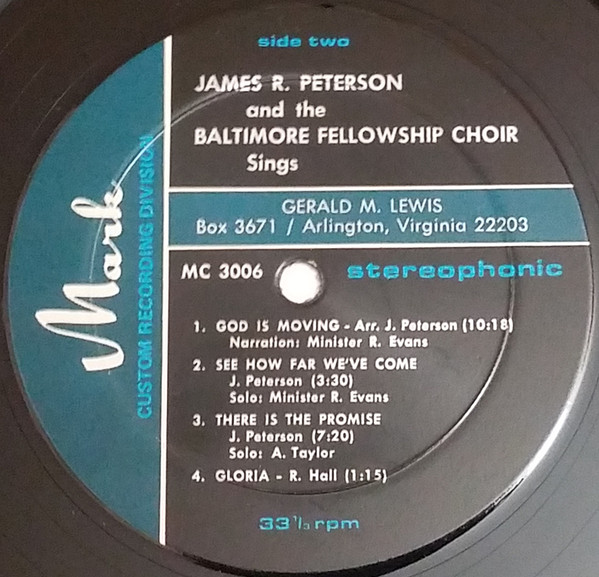 side two
JAMES R. PETERSON
and the
BALTIMORE FELLOWSHIP CHOIR
Sings
GERALD M. LEWIS
Box 3671 / Arlington, Virginia 22203
MC 3006
stereophonic
Mark
CUSTOM RECORDING DIVISION
1. GOD IS MOVING - Arr. J. Peterson (10:18)
Narration: Minister R. Evans
2. SEE HOW FAR WE'VE COME
J. Peterson (3:30)
Solo: Minister R. Evans
3. THERE IS THE PROMISE
J. Peterson (7:20)
Solo: A. Taylor
4. GLORIA - R. Hall (1:15)
33 1/3 rpm